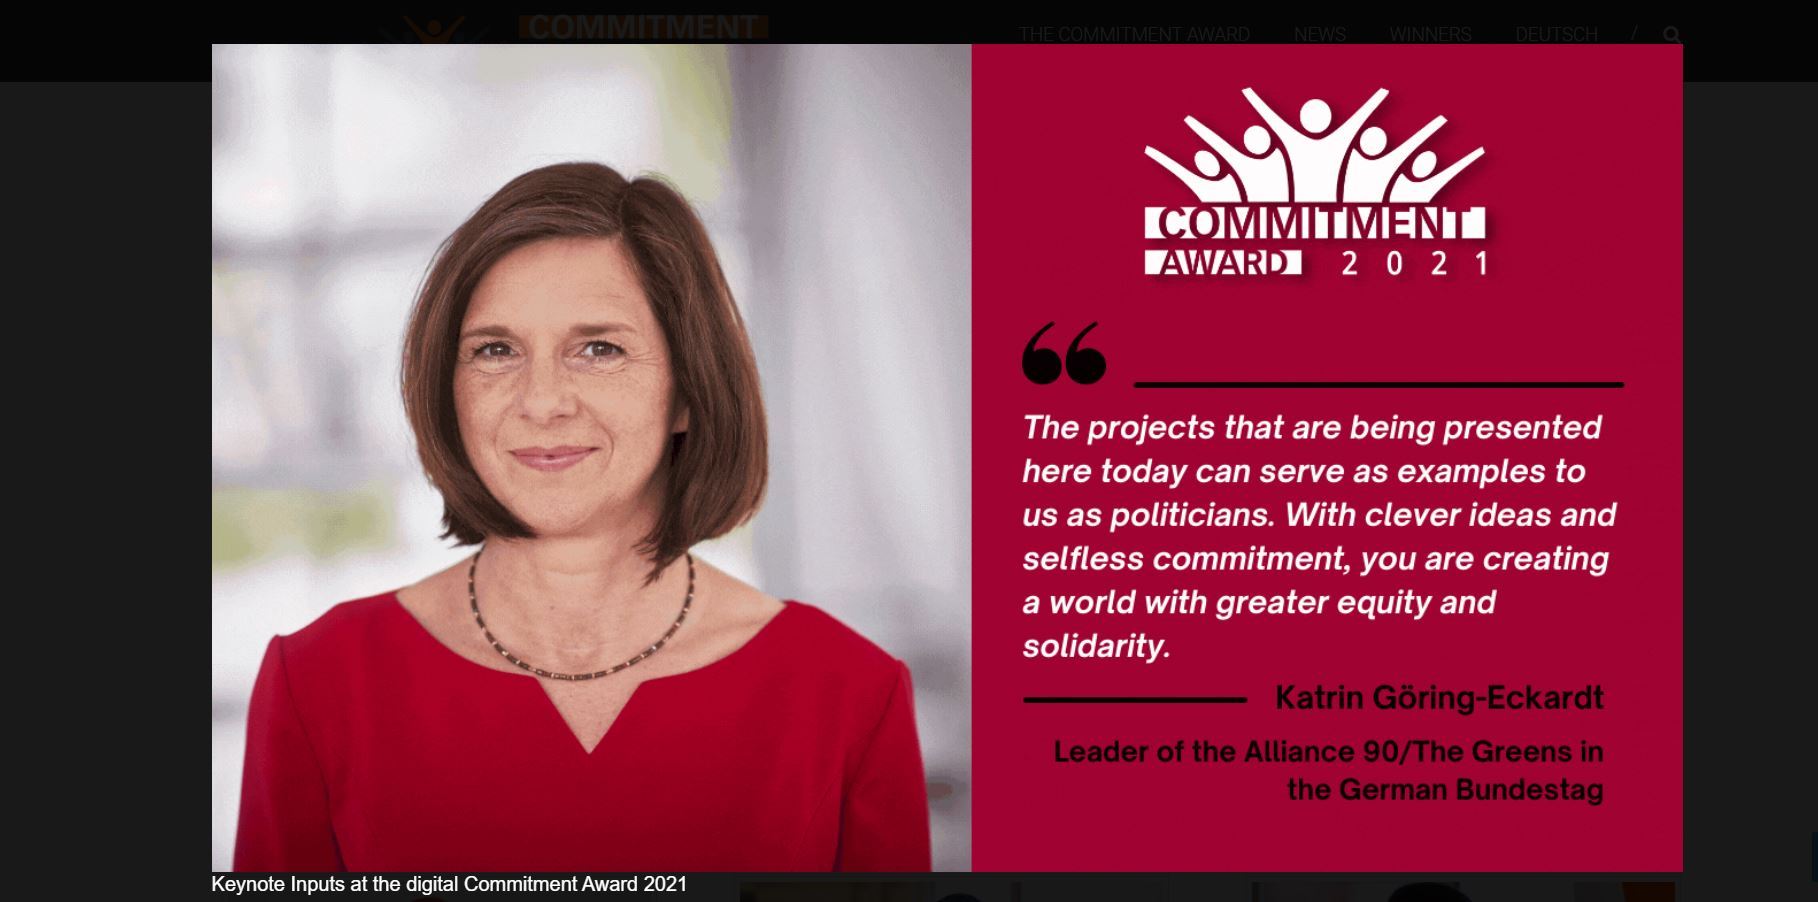 COMMITMENT
THE COMMITMENT AWARD NEWS WINNERS DEUTSCH /
COMMITMENT
AWARD 2021
“
The projects that are being presented
here today can serve as examples to
us as politicians. With clever ideas and
selfless commitment, you are creating
a world with greater equity and
solidarity.
Katrin Göring-Eckardt
Leader of the Alliance 90/The Greens in
the German Bundestag
Keynote Inputs at the digital Commitment Award 2021